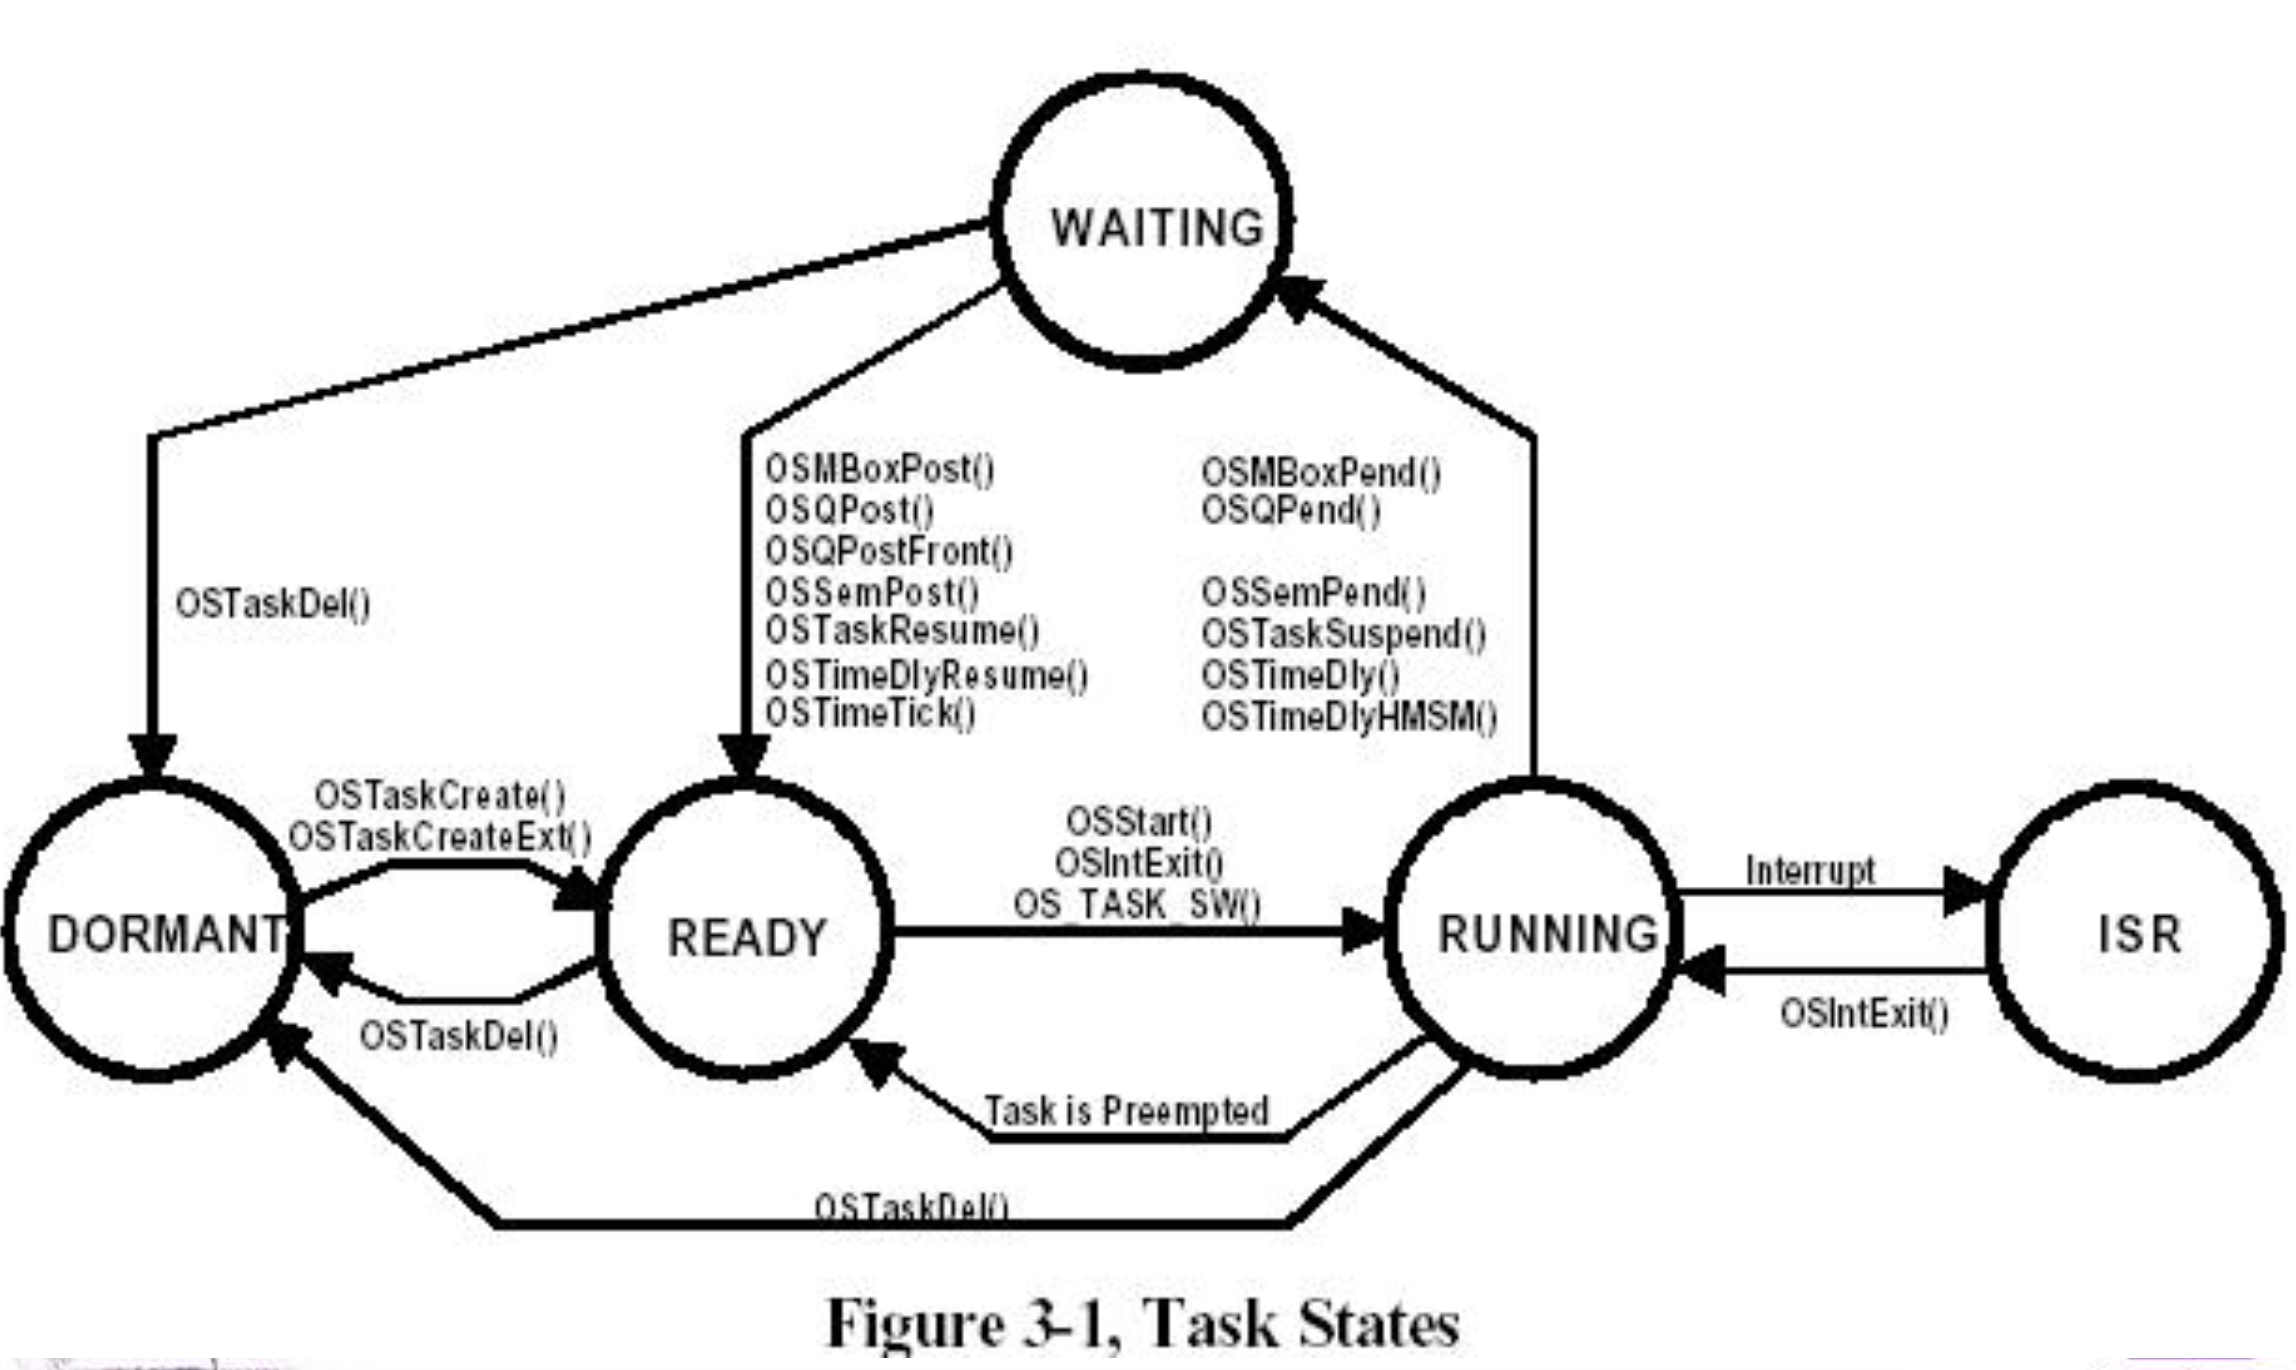 WAITING
OSMBoxPost()
OSQPost()
OSQPostFront()
OSSemPost()
OSTaskResume()
OSTimeDlyResume()
OSTimeTick()
OSMBoxPend()
OSQPend()
OSSemPend()
OSTaskSuspend()
OSTimeDly()
OSTimeDlyHMSM()
OSTaskDel()
OSTaskCreate()
OSTaskCreateExt()
OSStart()
OSIntExit()
OS_TASK_SW()
Interrupt
DORMANT
READY
RUNNING
ISR
OSTaskDel()
OSIntExit()
Task is Preempted
OSTaskDel()
Figure 3-1, Task States